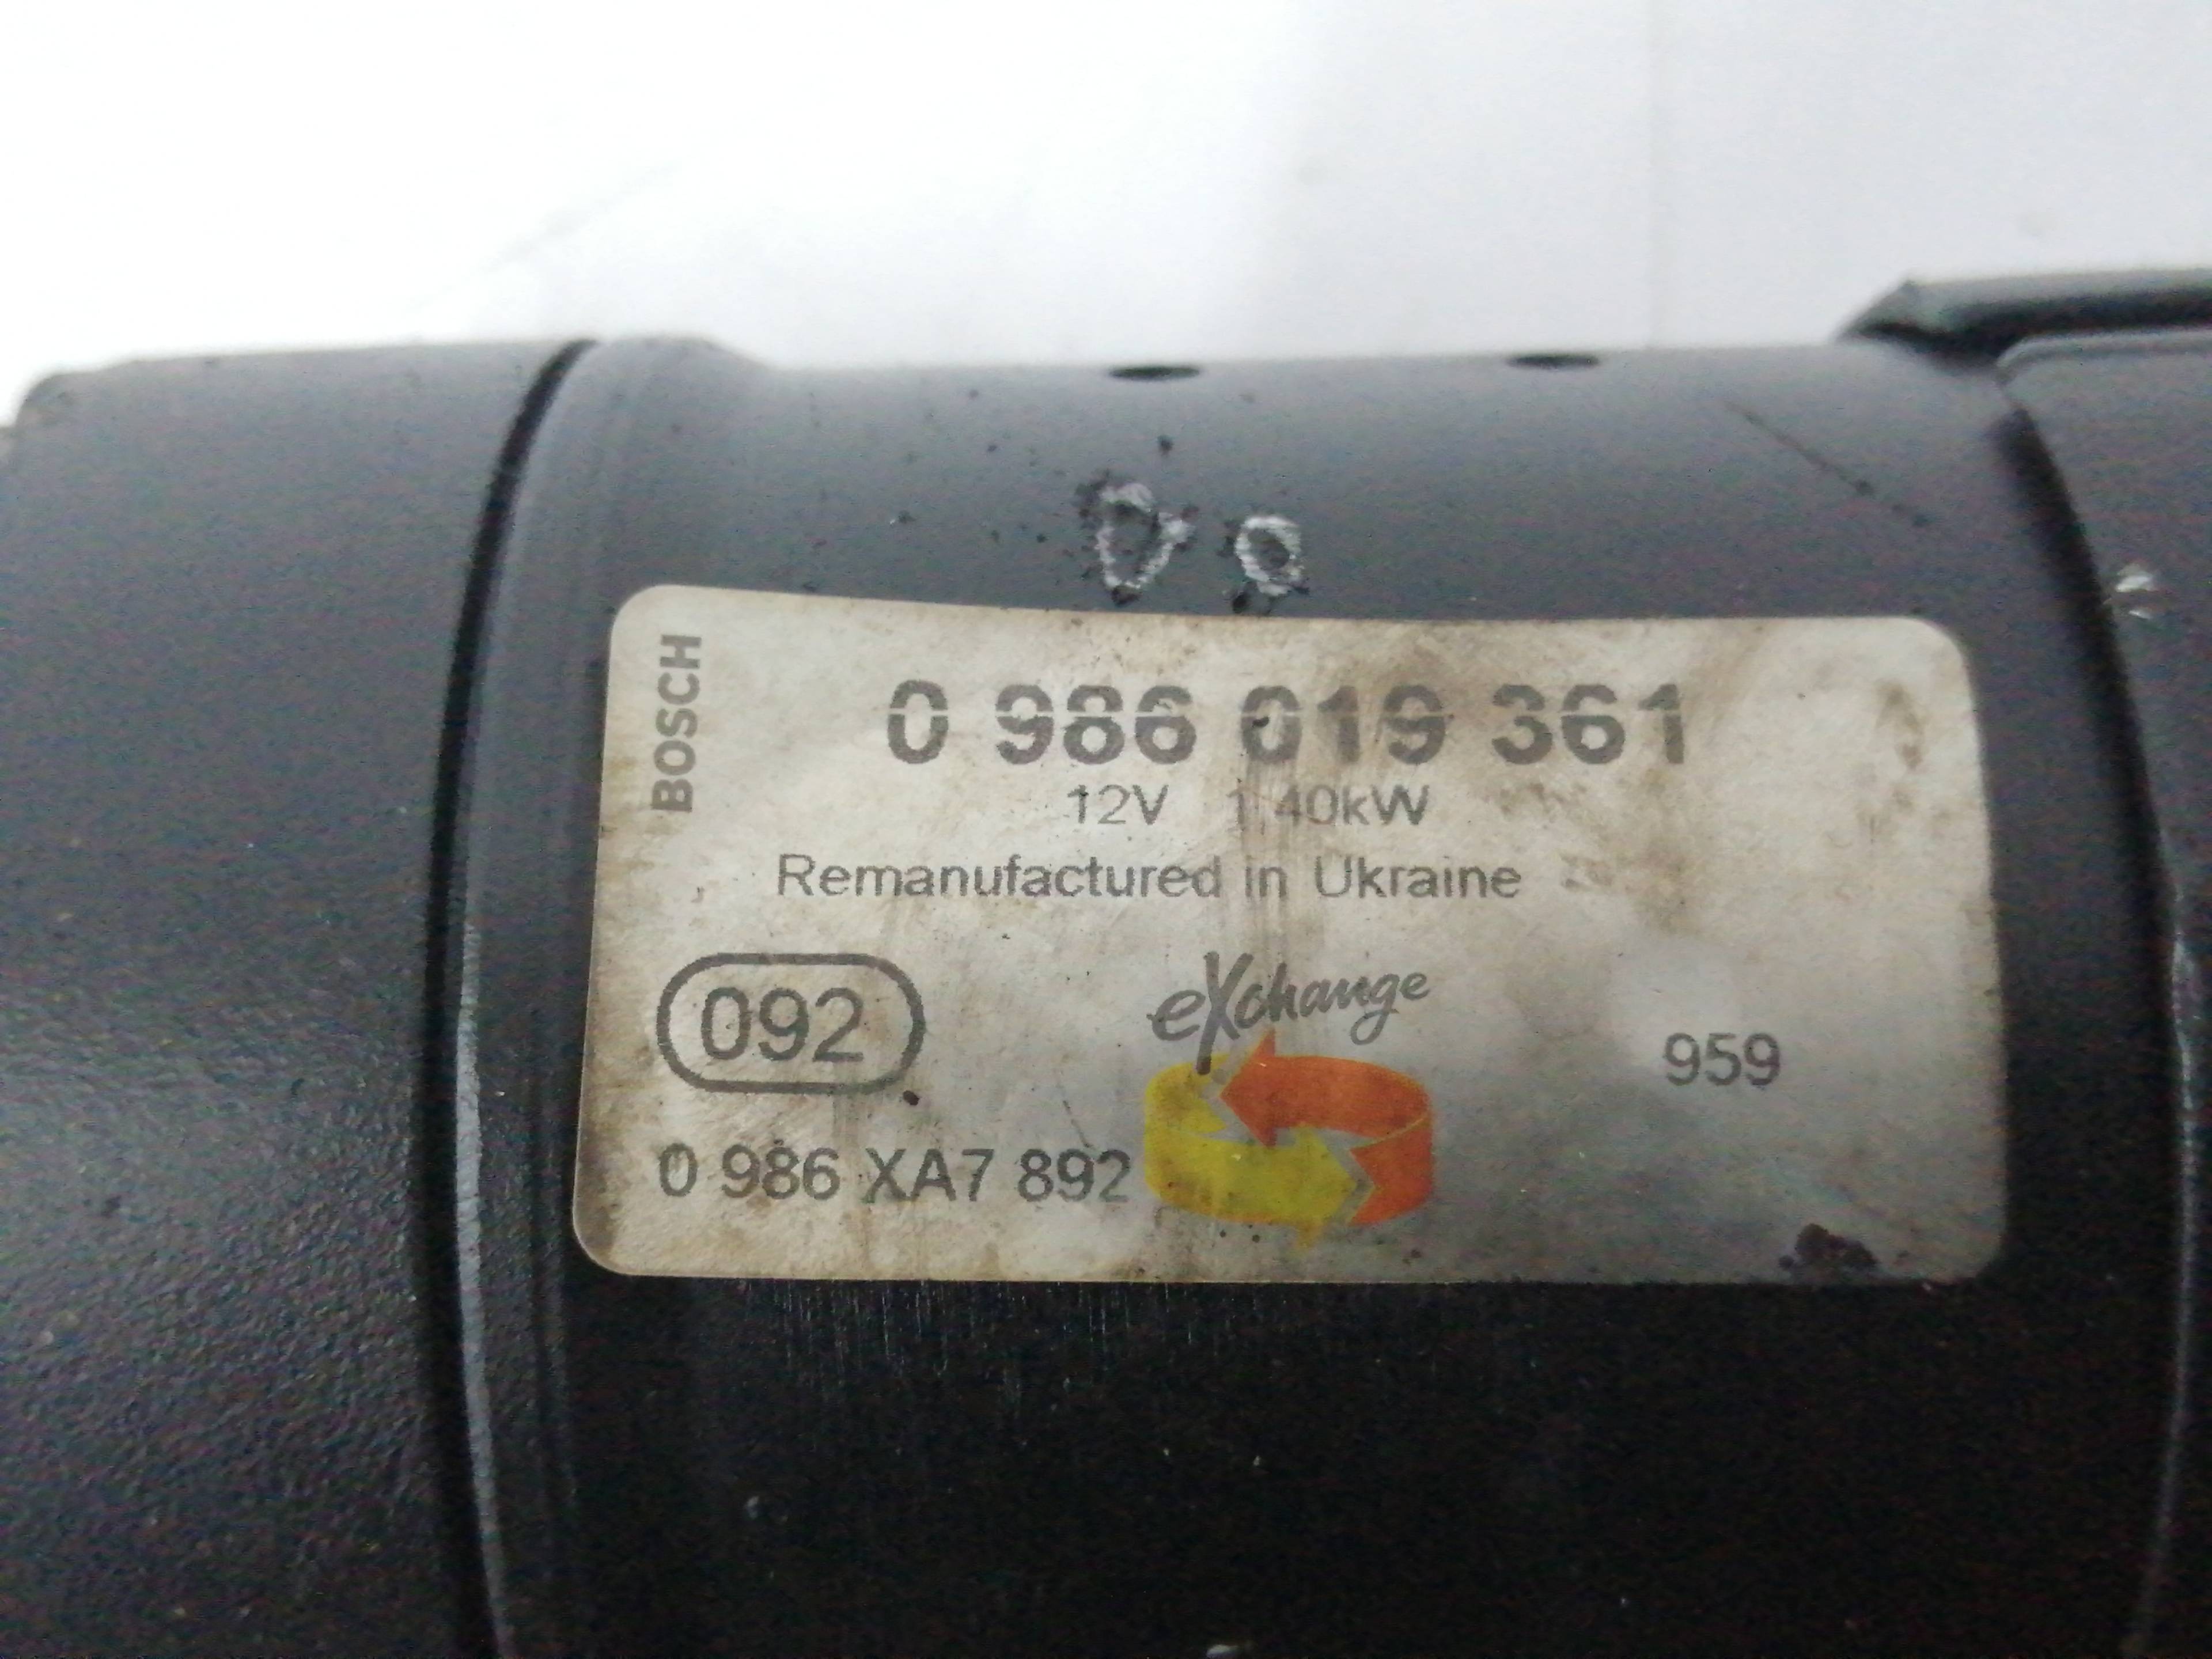 BOSCH
0 986 019 361
12V 1,40kW
Remanufactured in Ukraine
092
eXchange
959
0 986 XA7 892